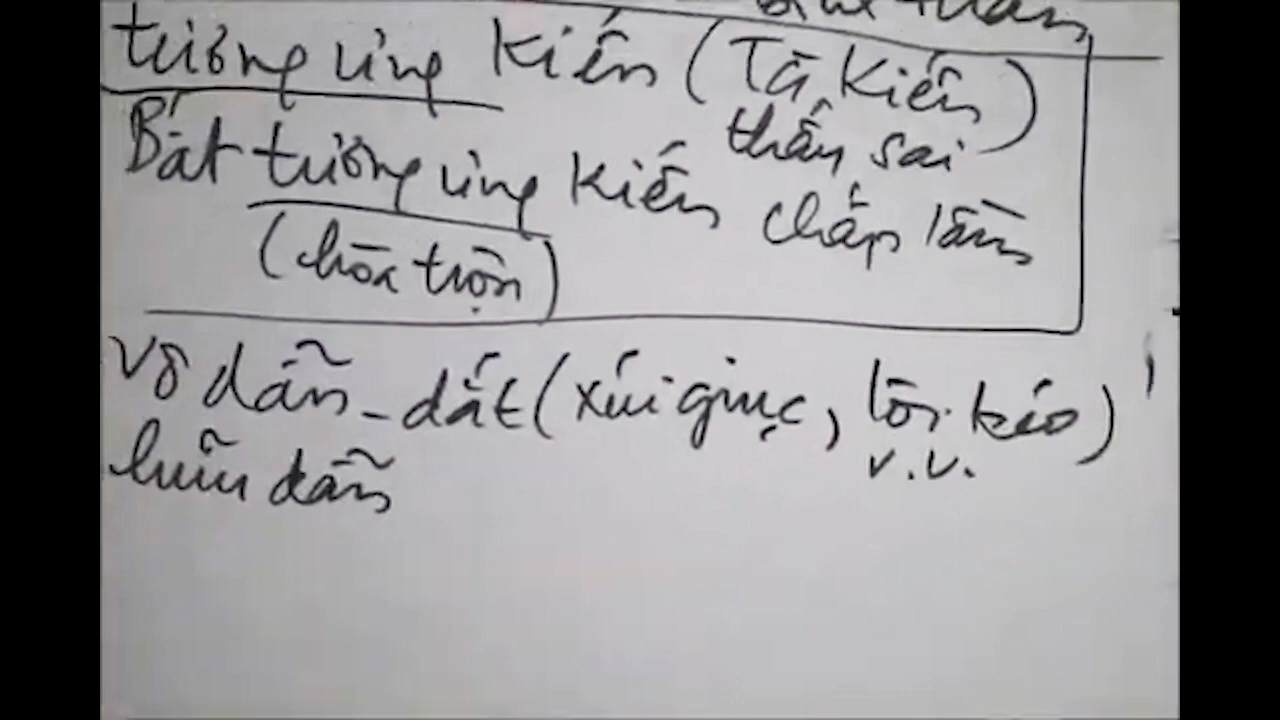 tương ưng kiến (Tà kiến)
thấy sai
Bất tương ưng kiến chấp lầm
(hòa trộn)
Vô dẫn - dắt (xúi giục, lôi kéo)
v.v.
hữu dẫn